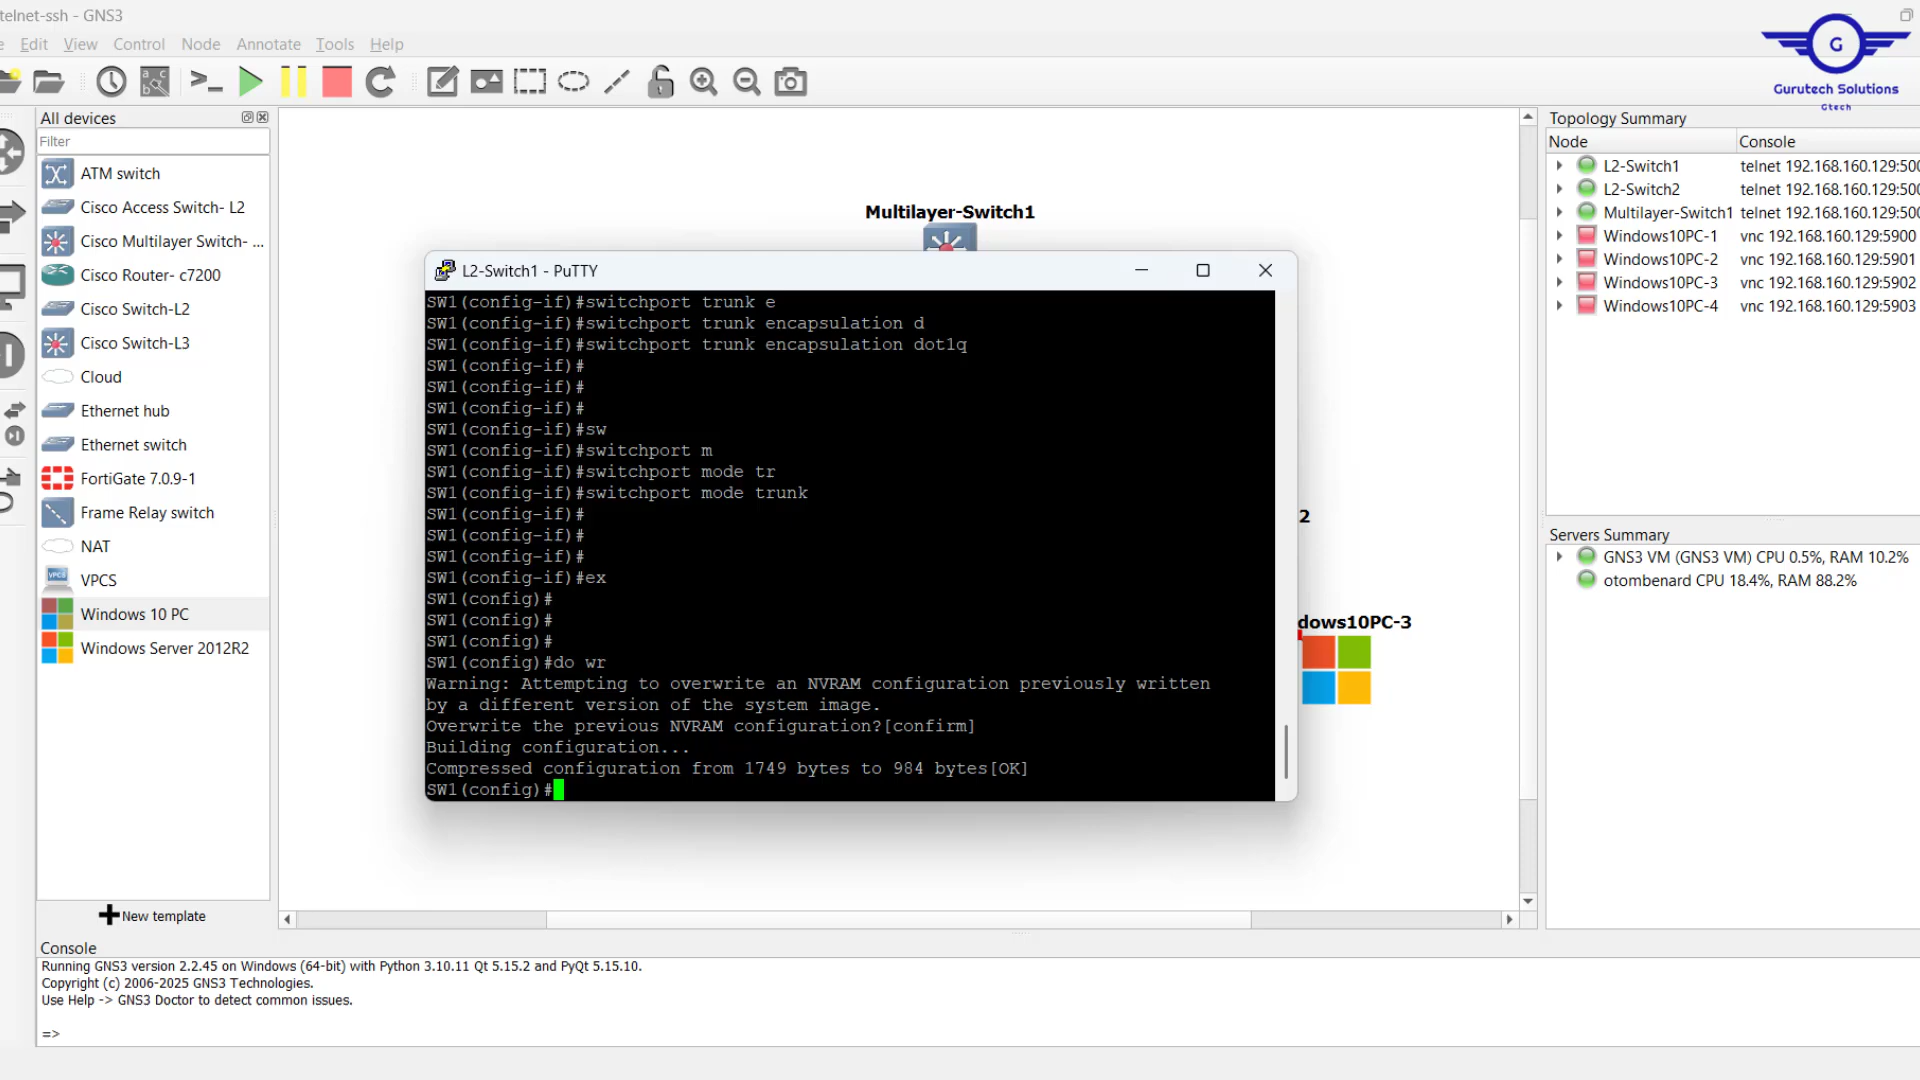 telnet-ssh - GNS3
Edit View Control Node Annotate Tools Help
G
Gurutech Solutions
Gtech
All devices
Filter
ATM switch
Cisco Access Switch- L2
Cisco Multilayer Switch- ...
Cisco Router- c7200
Cisco Switch-L2
Cisco Switch-L3
Cloud
Ethernet hub
Ethernet switch
FortiGate 7.0.9-1
Frame Relay switch
NAT
VPCS
Windows 10 PC
Windows Server 2012R2
New template
Multilayer-Switch1
L2-Switch1 - PuTTY
SW1(config-if)#switchport trunk e
SW1(config-if)#switchport trunk encapsulation d
SW1(config-if)#switchport trunk encapsulation dot1q
SW1(config-if)#
SW1(config-if)#
SW1(config-if)#
SW1(config-if)#sw
SW1(config-if)#switchport m
SW1(config-if)#switchport mode tr
SW1(config-if)#switchport mode trunk
SW1(config-if)#
SW1(config-if)#
SW1(config-if)#
SW1(config-if)#ex
SW1(config)#
SW1(config)#
SW1(config)#
SW1(config)#do wr
Warning: Attempting to overwrite an NVRAM configuration previously written
by a different version of the system image.
Overwrite the previous NVRAM configuration?[confirm]
Building configuration...
Compressed configuration from 1749 bytes to 984 bytes[OK]
SW1(config)#
2
dows10PC-3
Topology Summary
Node Console
L2-Switch1 telnet 192.168.160.129:500
L2-Switch2 telnet 192.168.160.129:500
Multilayer-Switch1 telnet 192.168.160.129:500
Windows10PC-1 vnc 192.168.160.129:5900
Windows10PC-2 vnc 192.168.160.129:5901
Windows10PC-3 vnc 192.168.160.129:5902
Windows10PC-4 vnc 192.168.160.129:5903
Servers Summary
GNS3 VM (GNS3 VM) CPU 0.5%, RAM 10.2%
otombenard CPU 18.4%, RAM 88.2%
Console
Running GNS3 version 2.2.45 on Windows (64-bit) with Python 3.10.11 Qt 5.15.2 and PyQt 5.15.10.
Copyright (c) 2006-2025 GNS3 Technologies.
Use Help -> GNS3 Doctor to detect common issues.
=>